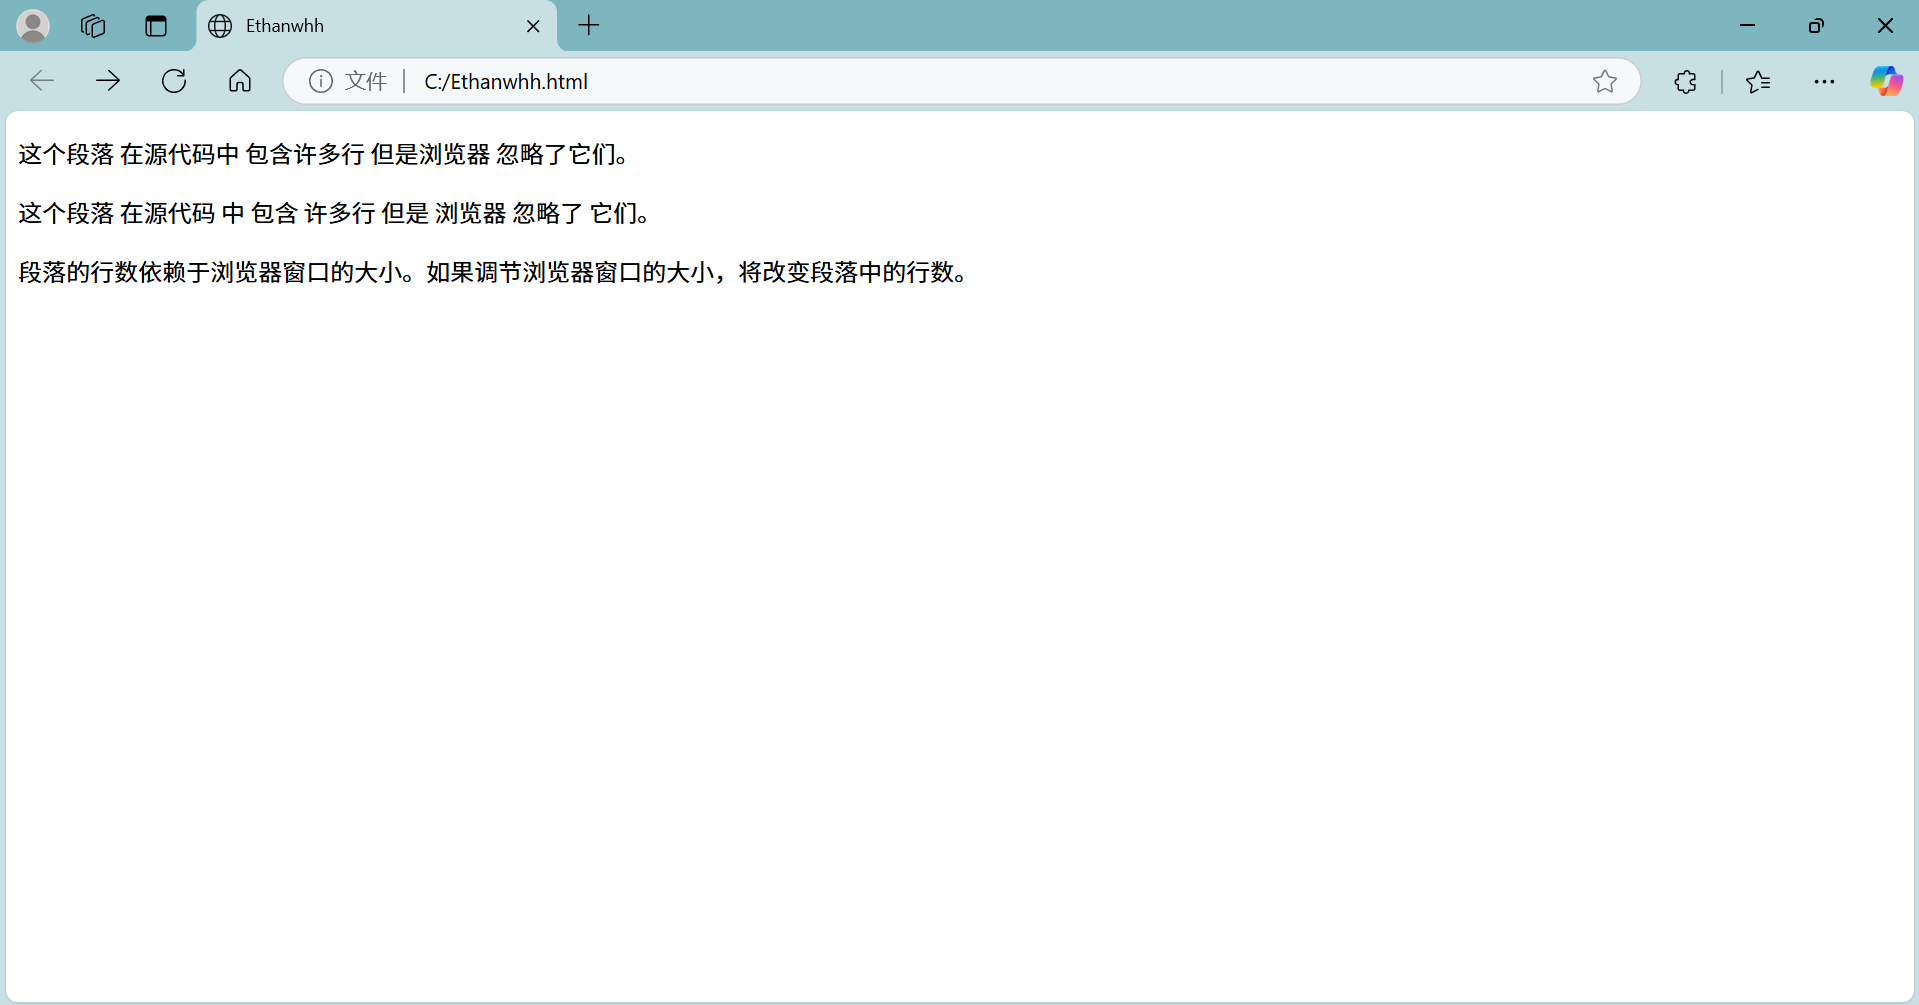 Ethanwhh
文件 C:/Ethanwhh.html
这个段落 在源代码中 包含许多行 但是浏览器 忽略了它们。
这个段落 在源代码 中 包含 许多行 但是 浏览器 忽略了 它们。
段落的行数依赖于浏览器窗口的大小。如果调节浏览器窗口的大小，将改变段落中的行数。